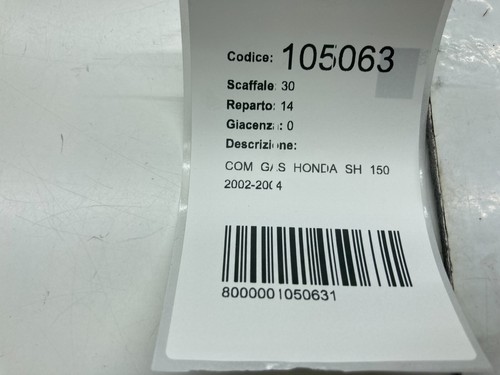 Codice: 105063
Scaffale: 30
Reparto: 14
Giacenza: 0
Descrizione:
COM GAS HONDA SH 150
2002-2004
8000001050631